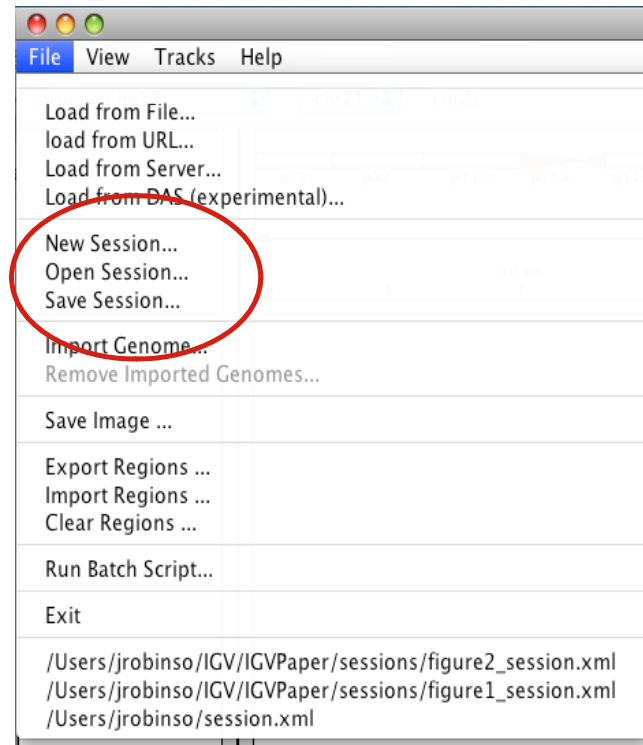 File View Tracks Help
chr21 chr21
Load from File...
load from URL...
Load from Server...
Load from DAS (experimental)...
New Session...
Open Session...
Save Session...
Import Genome...
Remove Imported Genomes...
Save Image ...
Export Regions ...
Import Regions ...
Clear Regions ...
Run Batch Script...
Exit
/Users/jrobinso/IGV/IGVPaper/sessions/figure2_session.xml
/Users/jrobinso/IGV/IGVPaper/sessions/figure1_session.xml
/Users/jrobinso/session.xml